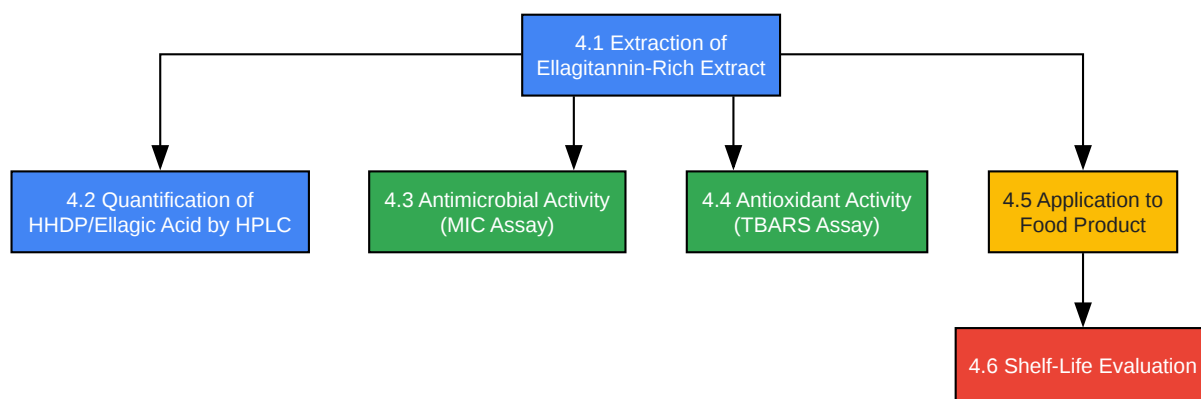 4.1 Extraction of
Ellagitannin-Rich Extract
4.2 Quantification of
HHDP/Ellagic Acid by HPLC
4.3 Antimicrobial Activity
(MIC Assay)
4.4 Antioxidant Activity
(TBARS Assay)
4.5 Application to
Food Product
4.6 Shelf-Life Evaluation